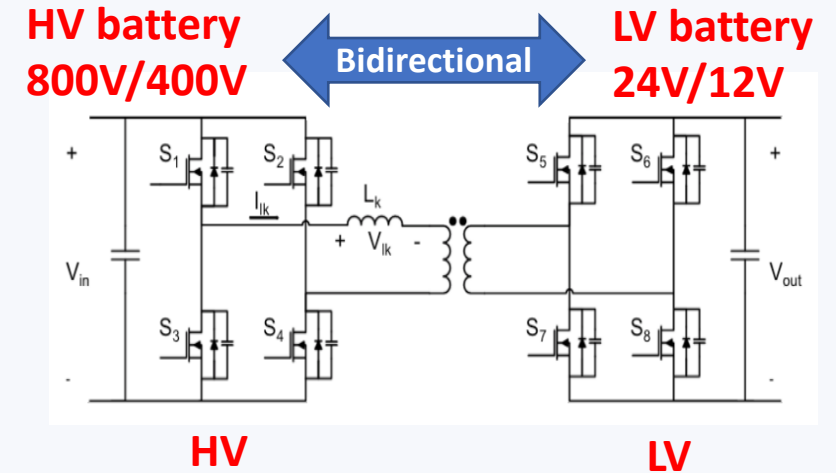 HV battery
800V/400V
Bidirectional
LV battery
24V/12V
+
S1
S2
S5
S6
+
Ilk
Lk
+ Vlk -
Vin
Vout
S3
S4
S7
S8
-
-
HV
LV